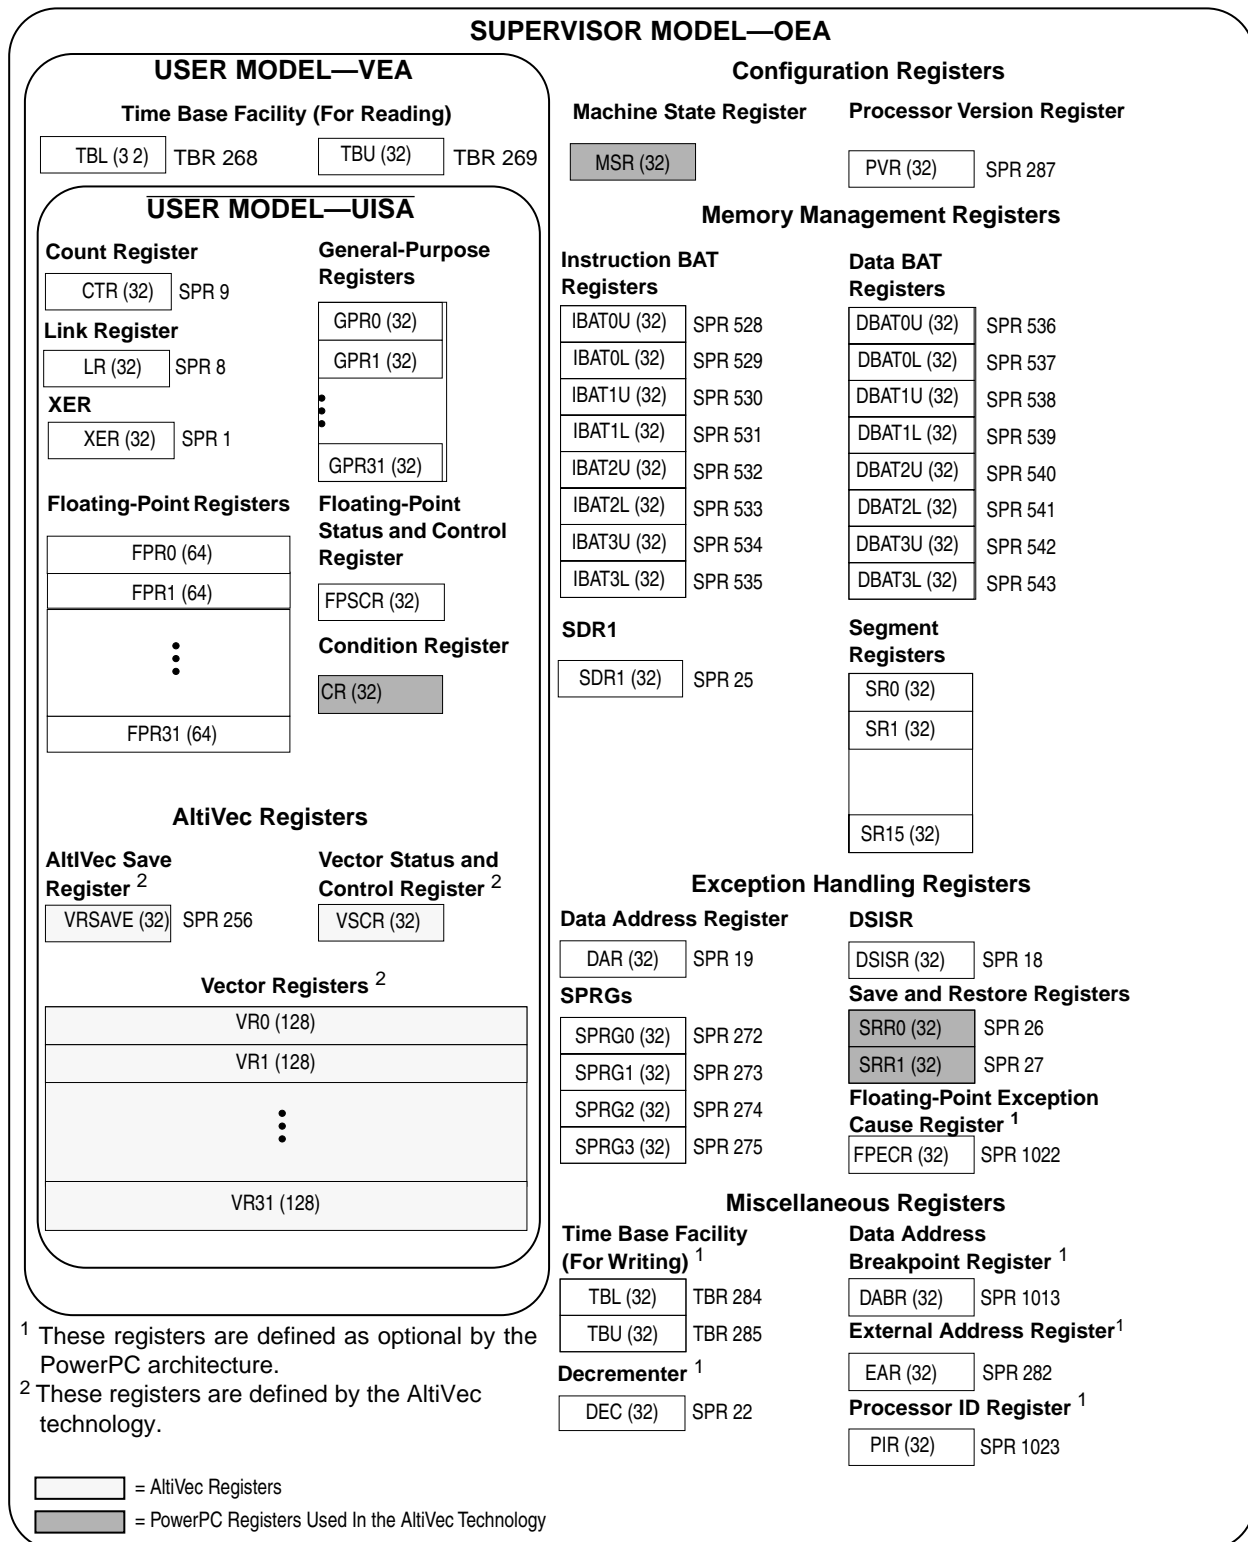 SUPERVISOR MODEL—OEA
USER MODEL—VEA
Time Base Facility (For Reading)
TBL (3 2) TBR 268 TBU (32) TBR 269
USER MODEL—UISA
Count Register
CTR (32) SPR 9
Link Register
LR (32) SPR 8
XER
XER (32) SPR 1
General-Purpose
Registers
GPR0 (32)
GPR1 (32)
GPR31 (32)
Floating-Point Registers
FPR0 (64)
FPR1 (64)
FPR31 (64)
Floating-Point
Status and Control
Register
FPSCR (32)
Condition Register
CR (32)
AltiVec Registers
AltIVec Save
Register 2
VRSAVE (32) SPR 256
Vector Status and
Control Register 2
VSCR (32)
Vector Registers 2
VR0 (128)
VR1 (128)
VR31 (128)
Configuration Registers
Machine State Register
MSR (32)
Processor Version Register
PVR (32) SPR 287
Memory Management Registers
Instruction BAT
Registers
IBAT0U (32) SPR 528
IBAT0L (32) SPR 529
IBAT1U (32) SPR 530
IBAT1L (32) SPR 531
IBAT2U (32) SPR 532
IBAT2L (32) SPR 533
IBAT3U (32) SPR 534
IBAT3L (32) SPR 535
Data BAT
Registers
DBAT0U (32) SPR 536
DBAT0L (32) SPR 537
DBAT1U (32) SPR 538
DBAT1L (32) SPR 539
DBAT2U (32) SPR 540
DBAT2L (32) SPR 541
DBAT3U (32) SPR 542
DBAT3L (32) SPR 543
SDR1
SDR1 (32) SPR 25
Segment
Registers
SR0 (32)
SR1 (32)
SR15 (32)
Exception Handling Registers
Data Address Register
DAR (32) SPR 19
DSISR
DSISR (32) SPR 18
SPRGs
SPRG0 (32) SPR 272
SPRG1 (32) SPR 273
SPRG2 (32) SPR 274
SPRG3 (32) SPR 275
Save and Restore Registers
SRR0 (32) SPR 26
SRR1 (32) SPR 27
Floating-Point Exception
Cause Register 1
FPECR (32) SPR 1022
Miscellaneous Registers
Time Base Facility
(For Writing) 1
TBL (32) TBR 284
TBU (32) TBR 285
Decrementer 1
DEC (32) SPR 22
Data Address
Breakpoint Register 1
DABR (32) SPR 1013
External Address Register1
EAR (32) SPR 282
Processor ID Register 1
PIR (32) SPR 1023
1 These registers are defined as optional by the
PowerPC architecture.
2 These registers are defined by the AltiVec
technology.
= AltiVec Registers
= PowerPC Registers Used In the AltiVec Technology